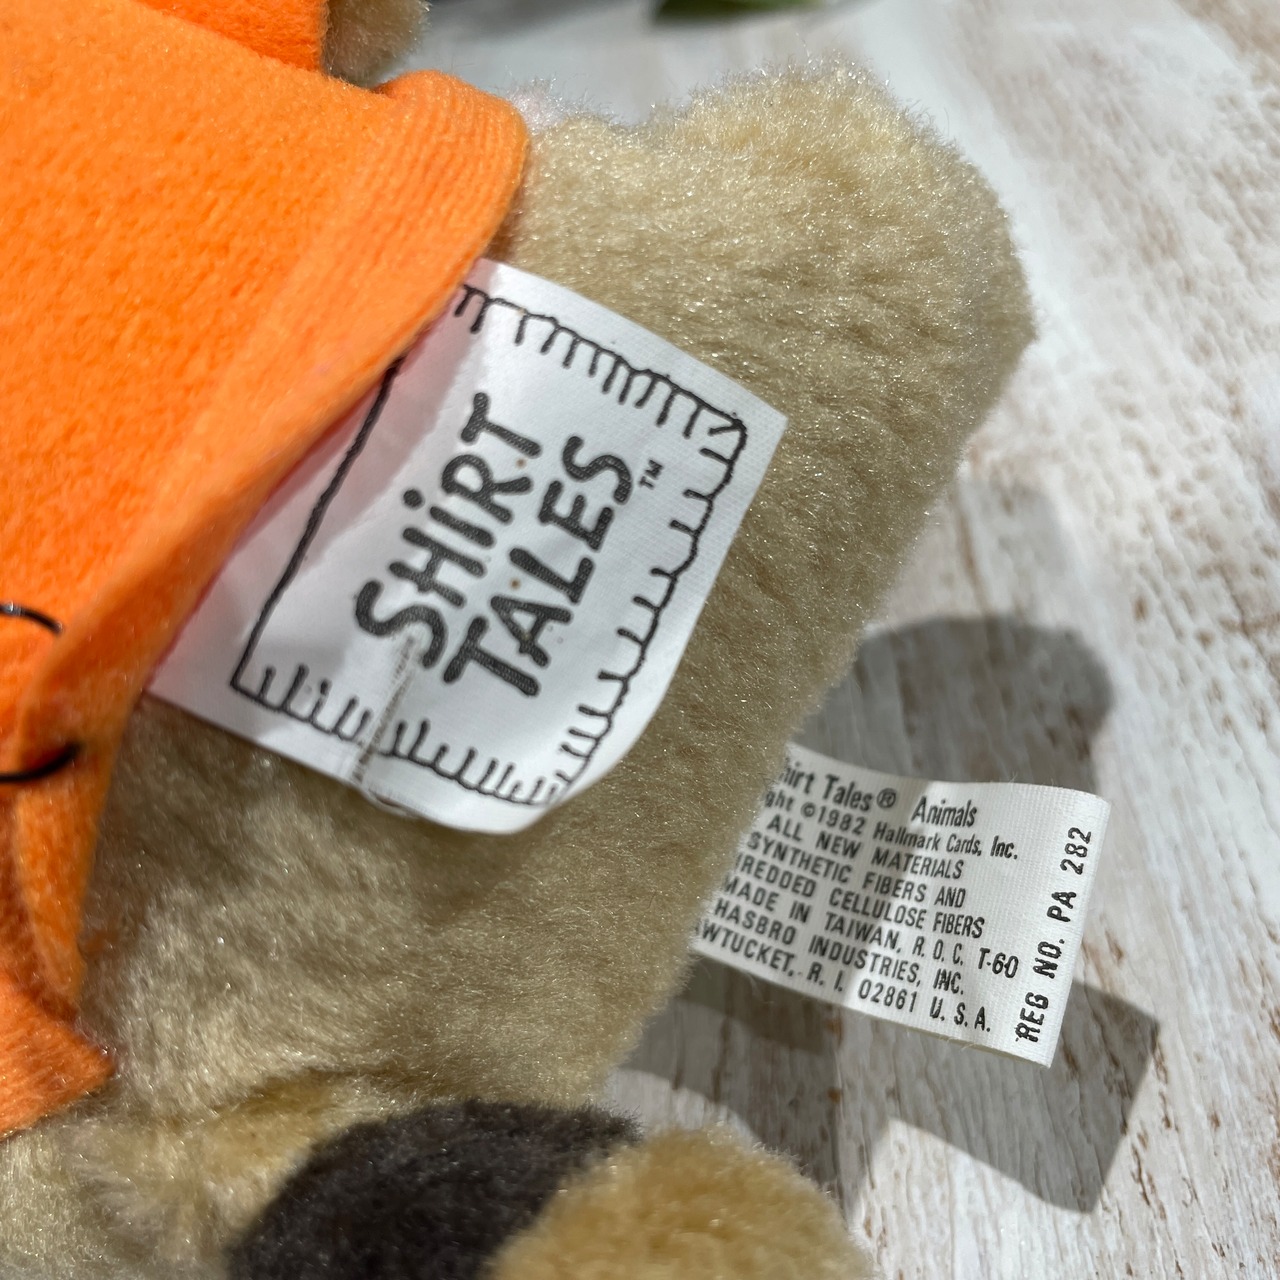 SHIRT
TALES™
Tales® Animals
©1982 Hallmark Cards, Inc.
ALL NEW MATERIALS
SYNTHETIC FIBERS AND
CELLULOSE FIBERS
MADE IN TAIWAN, R. O. C. T-60
HASBRO INDUSTRIES, INC.
R. I. 02861 U. S. A.
REG NO. PA 282